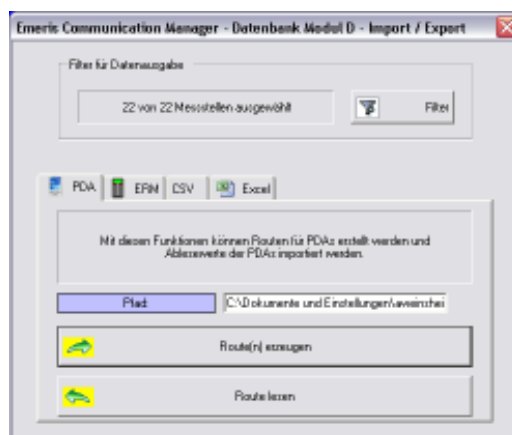 Emeris Communication Manager - Datenbank Modul D - Import / Export
Filter für Datenausgabe
22 von 22 Messstellen ausgewählt
Filter
PDA ERM CSV Excel
Mit diesen Funktionen können Routen für PDAs erstellt werden und
Ablesewerte der PDAs importiert werden.
Pfad: C:\Dokumente und Einstellungen\
Route(n) erzeugen
Route lesen